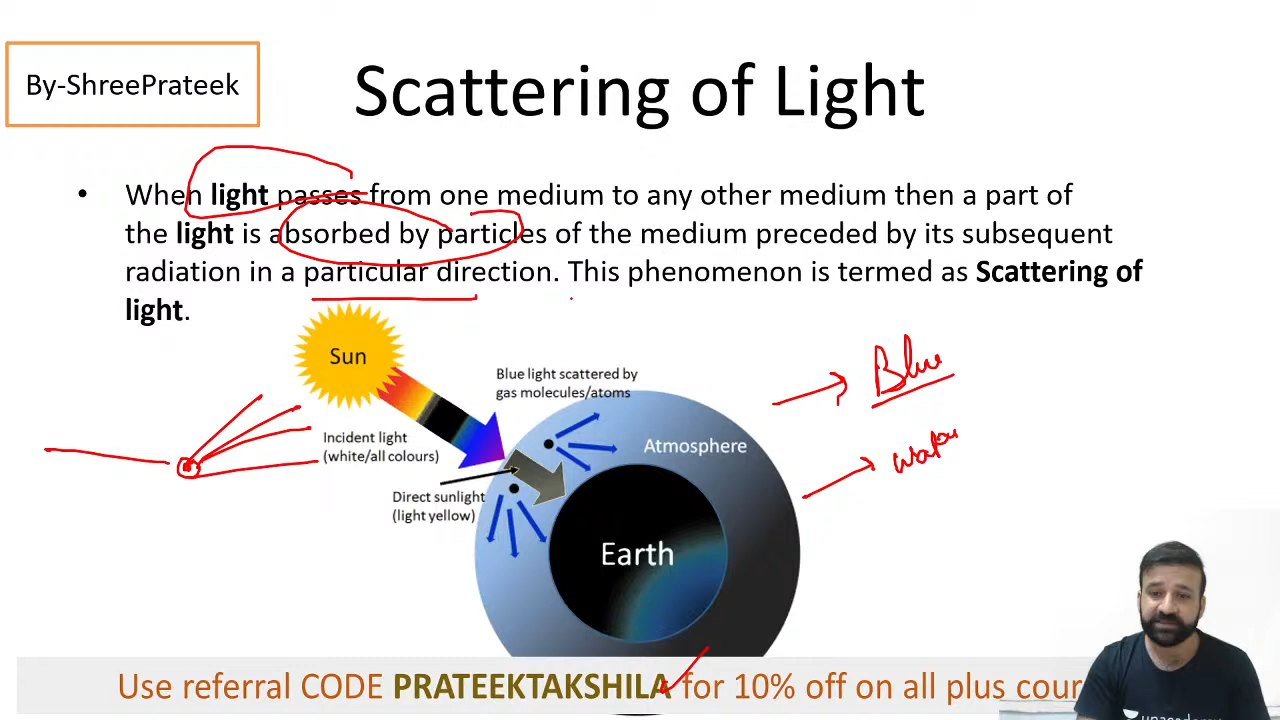 By-ShreePrateek
Scattering of Light
• When light passes from one medium to any other medium then a part of
the light is absorbed by particles of the medium preceded by its subsequent
radiation in a particular direction. This phenomenon is termed as Scattering of
light.
Sun
Blue light scattered by
gas molecules/atoms
Incident light
(white/all colours)
Direct sunlight
(light yellow)
Atmosphere
Earth
Blue
Use referral CODE PRATEEKTAKSHILA for 10% off on all plus cour